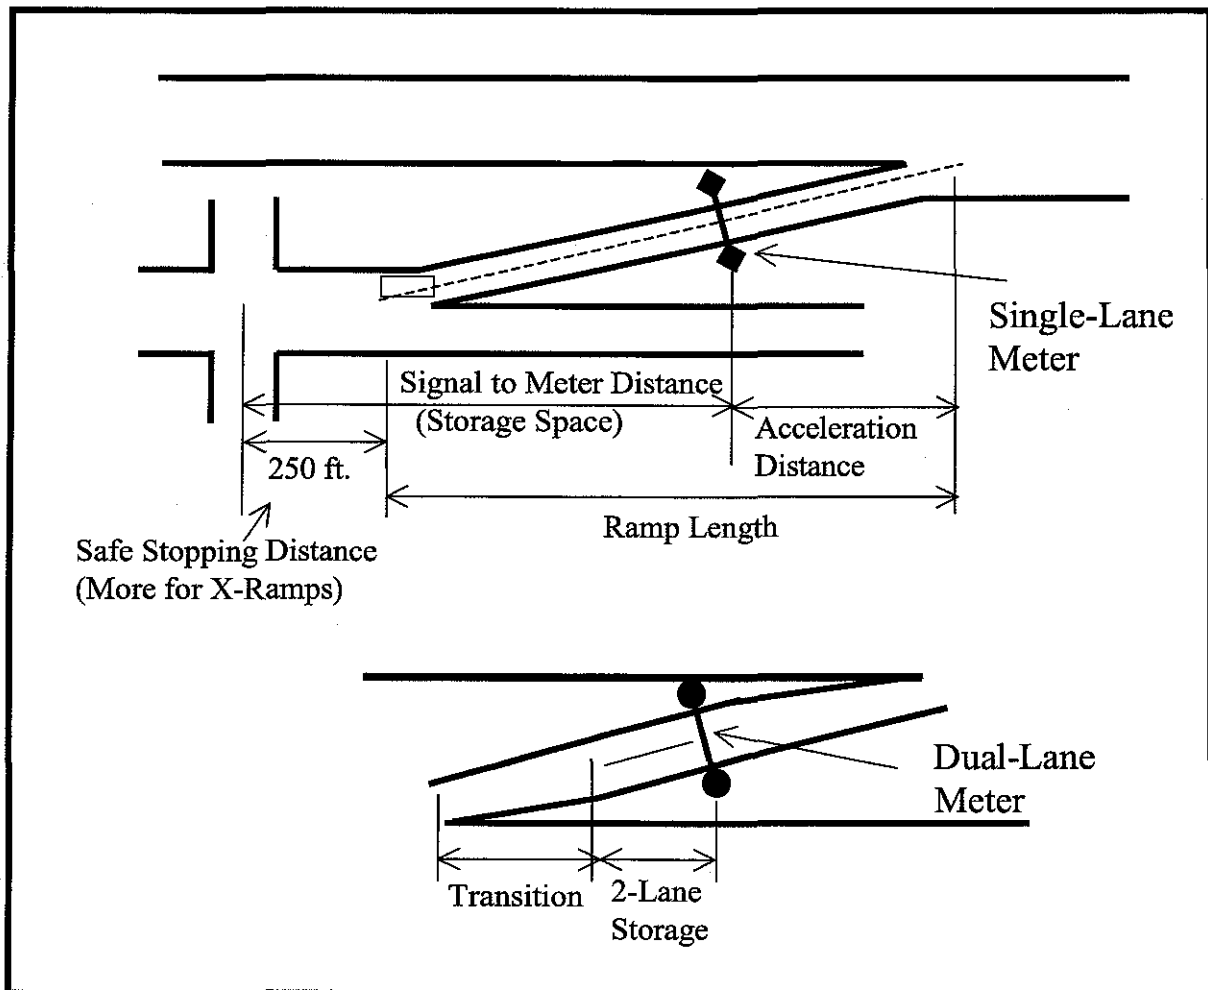 Single-Lane
Meter
Signal to Meter Distance
(Storage Space)
Acceleration
Distance
250 ft.
Ramp Length
Safe Stopping Distance
(More for X-Ramps)
Dual-Lane
Meter
Transition
2-Lane
Storage